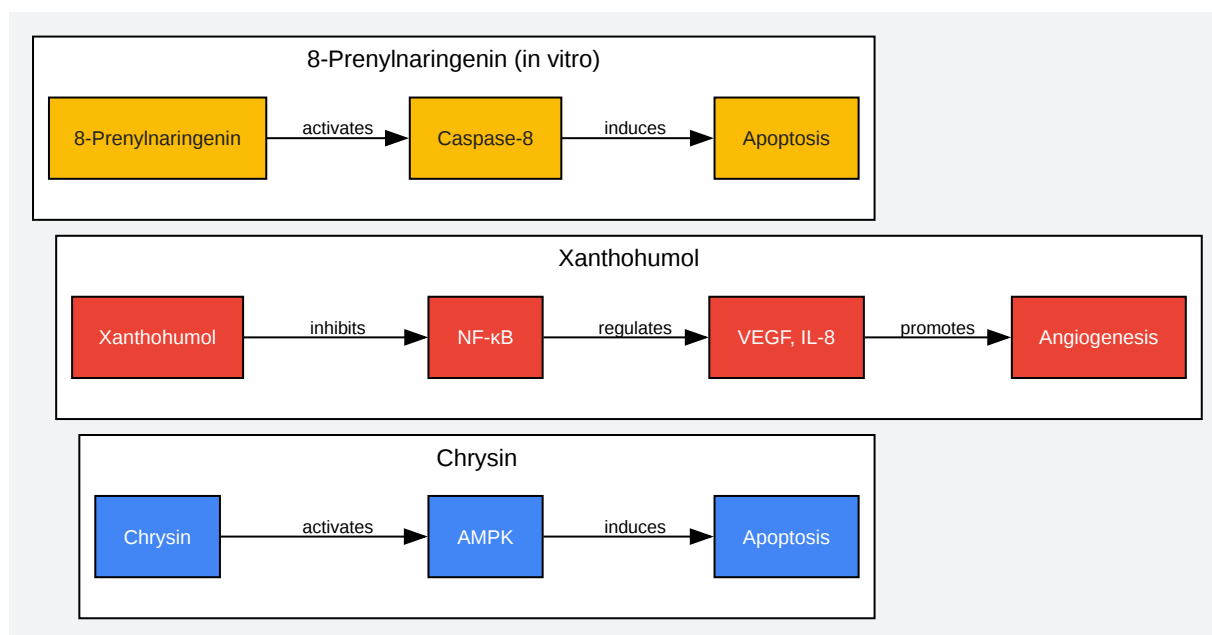 8-Prenylnaringenin (in vitro)
8-Prenylnaringenin
activates
Caspase-8
induces
Apoptosis
Xanthohumol
Xanthohumol
inhibits
NF-κB
regulates
VEGF, IL-8
promotes
Angiogenesis
Chrysin
Chrysin
activates
AMPK
induces
Apoptosis